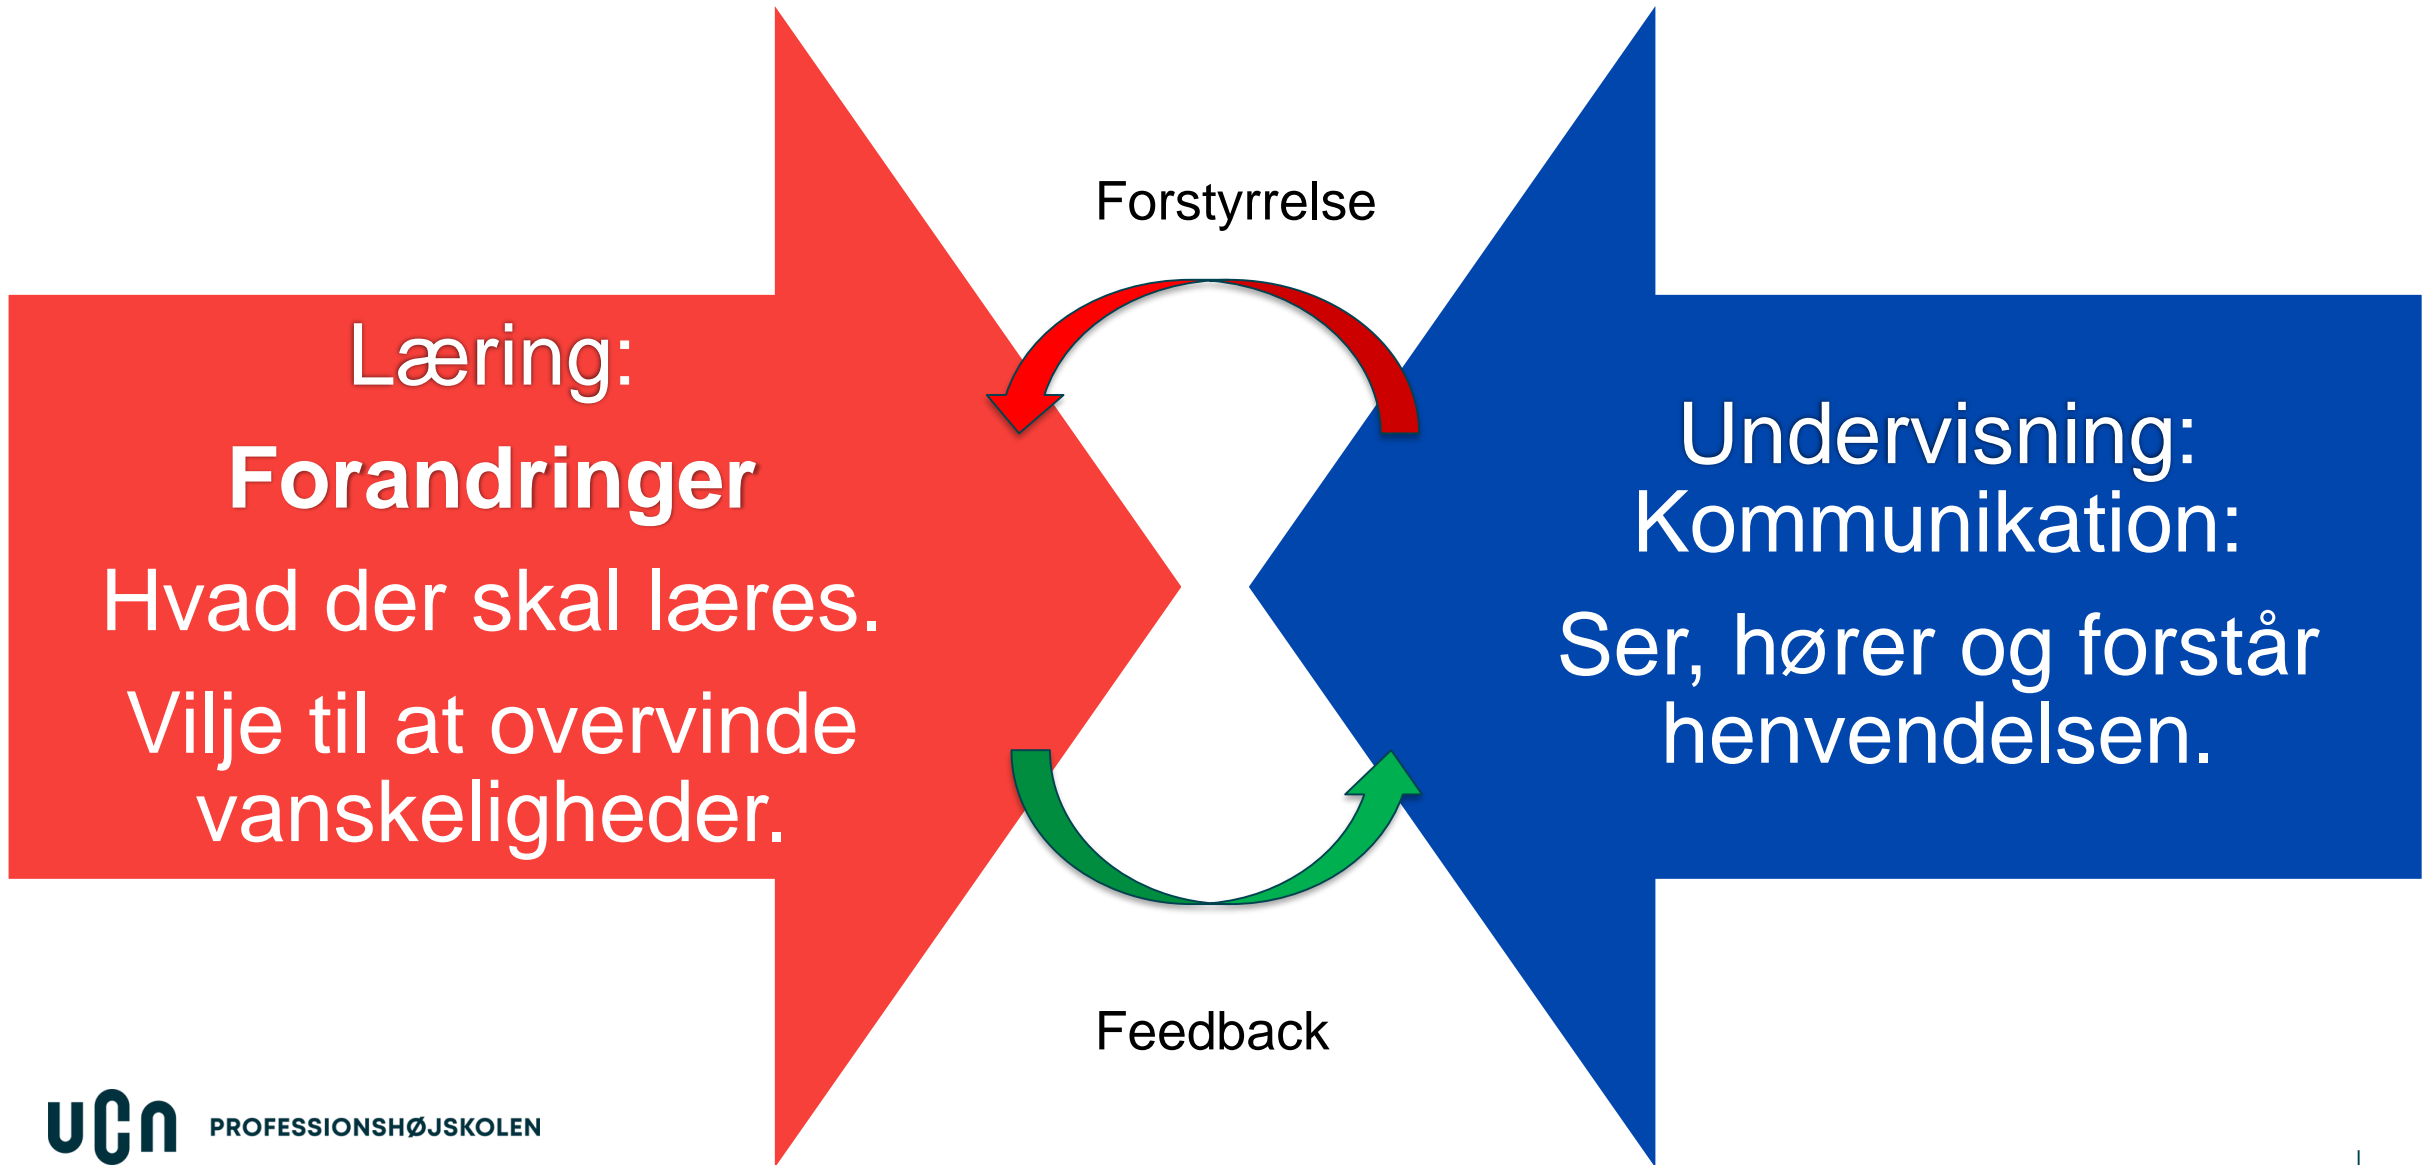 Forstyrrelse
Læring:
Forandringer
Hvad der skal læres.
Vilje til at overvinde
vanskeligheder.
Undervisning:
Kommunikation:
Ser, hører og forstår
henvendelsen.
Feedback
ucn PROFESSIONSHØJSKOLEN